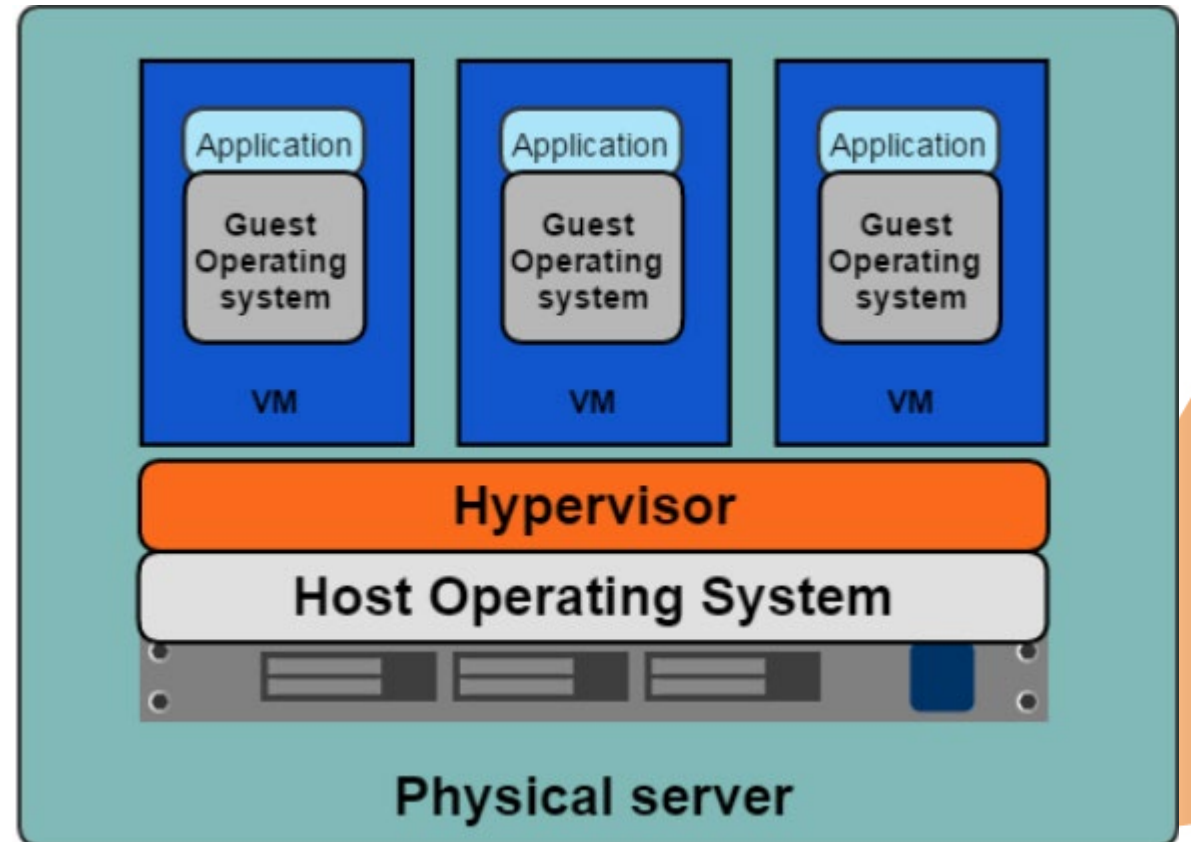 Application
Application
Application
Guest
Operating
system
Guest
Operating
system
Guest
Operating
system
VM
VM
VM
Hypervisor
Host Operating System
Physical server